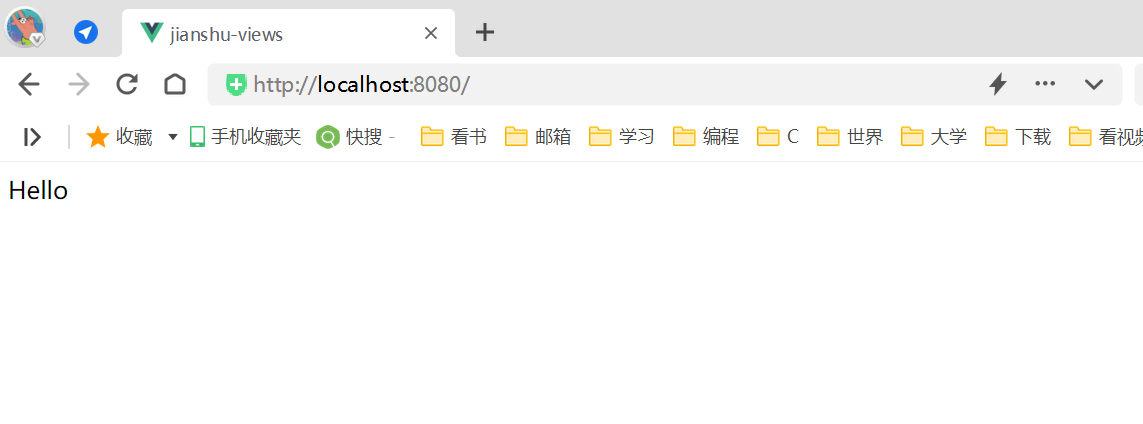 jianshu-views
http://localhost:8080/
收藏 手机收藏夹 快搜 - 看书 邮箱 学习 编程 C 世界 大学 下载 看视
Hello